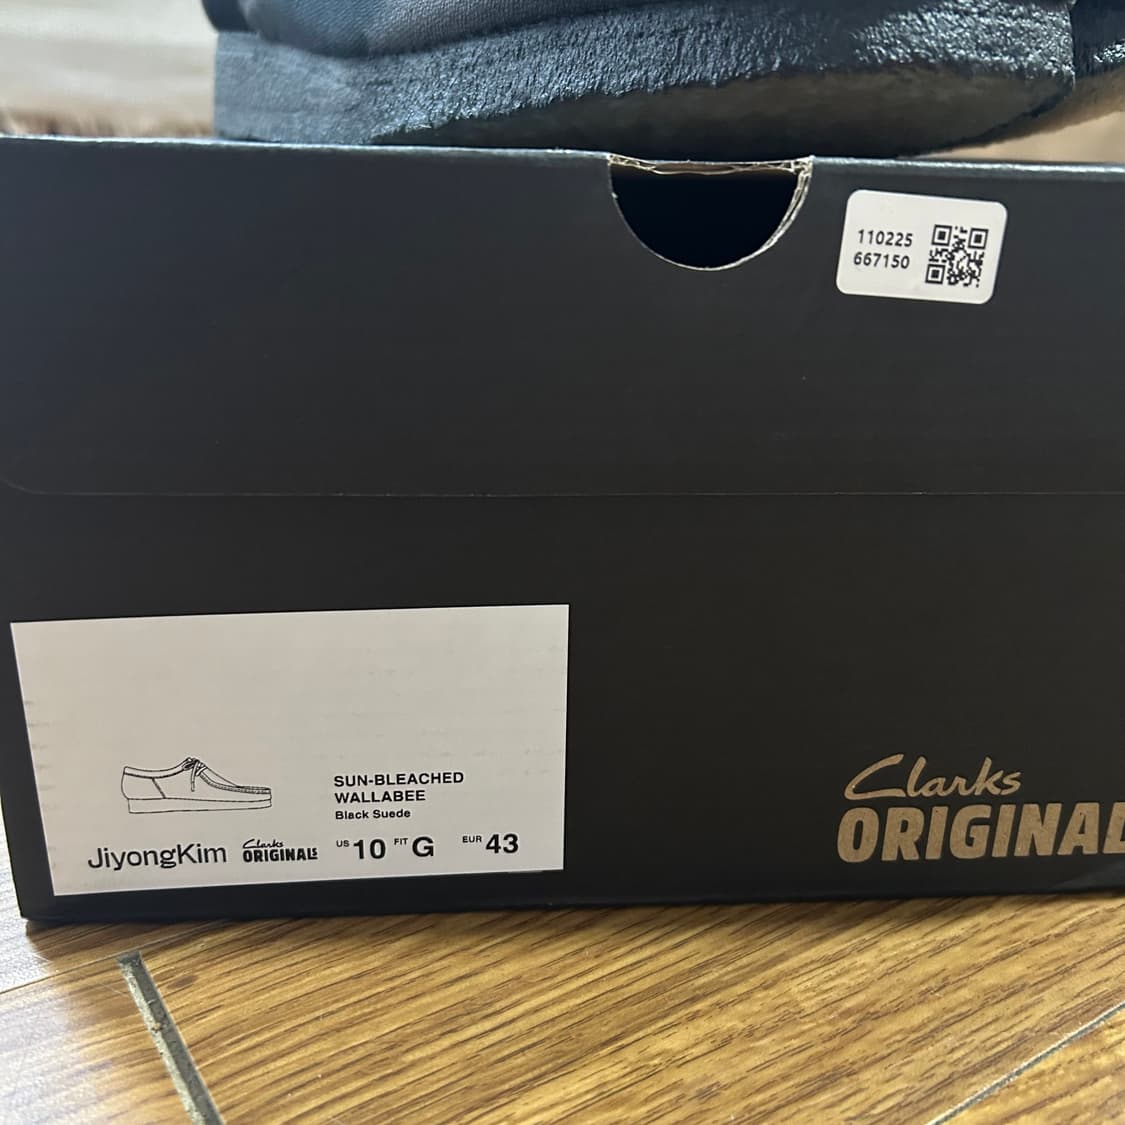 110225
667150
SUN-BLEACHED
WALLABEE
Black Suede
JiyongKim Clarks ORIGINALS US 10 FIT G EUR 43
Clarks
ORIGINAL